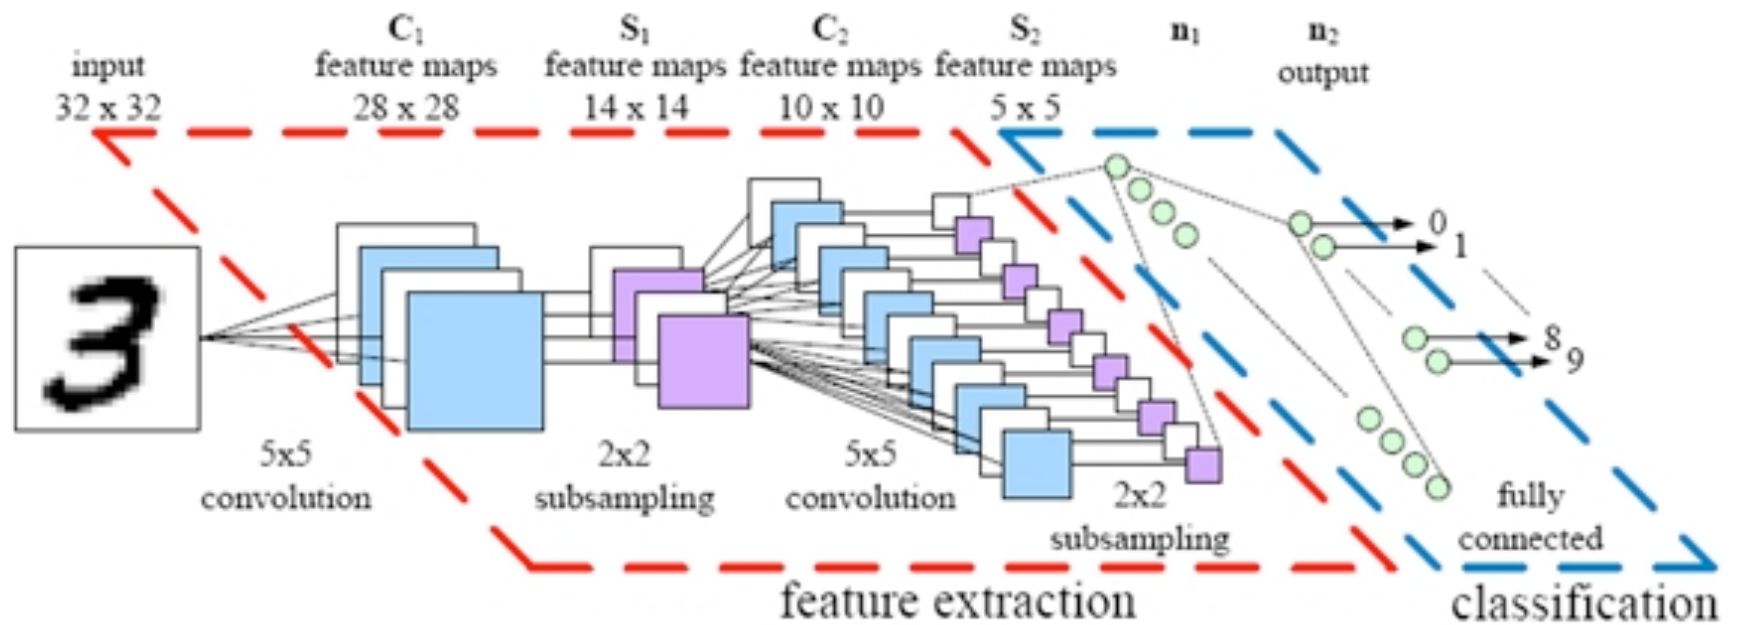 input
32 x 32
C₁
feature maps
28 x 28
S₁
feature maps
14 x 14
C₂
feature maps
10 x 10
S₂
feature maps
5 x 5
n₁
n₂
output
3
0
1
8
9
5x5
convolution
2x2
subsampling
5x5
convolution
2x2
subsampling
fully
connected
feature extraction
classification